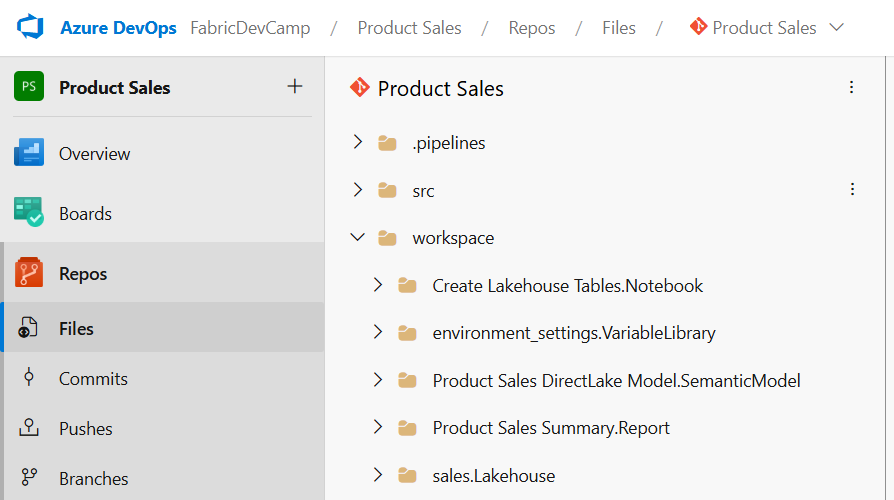 Azure DevOps FabricDevCamp / Product Sales / Repos / Files / Product Sales
PS Product Sales
Overview
Boards
Repos
Files
Commits
Pushes
Branches
Product Sales
.pipelines
src
workspace
Create Lakehouse Tables.Notebook
environment_settings.VariableLibrary
Product Sales DirectLake Model.SemanticModel
Product Sales Summary.Report
sales.Lakehouse